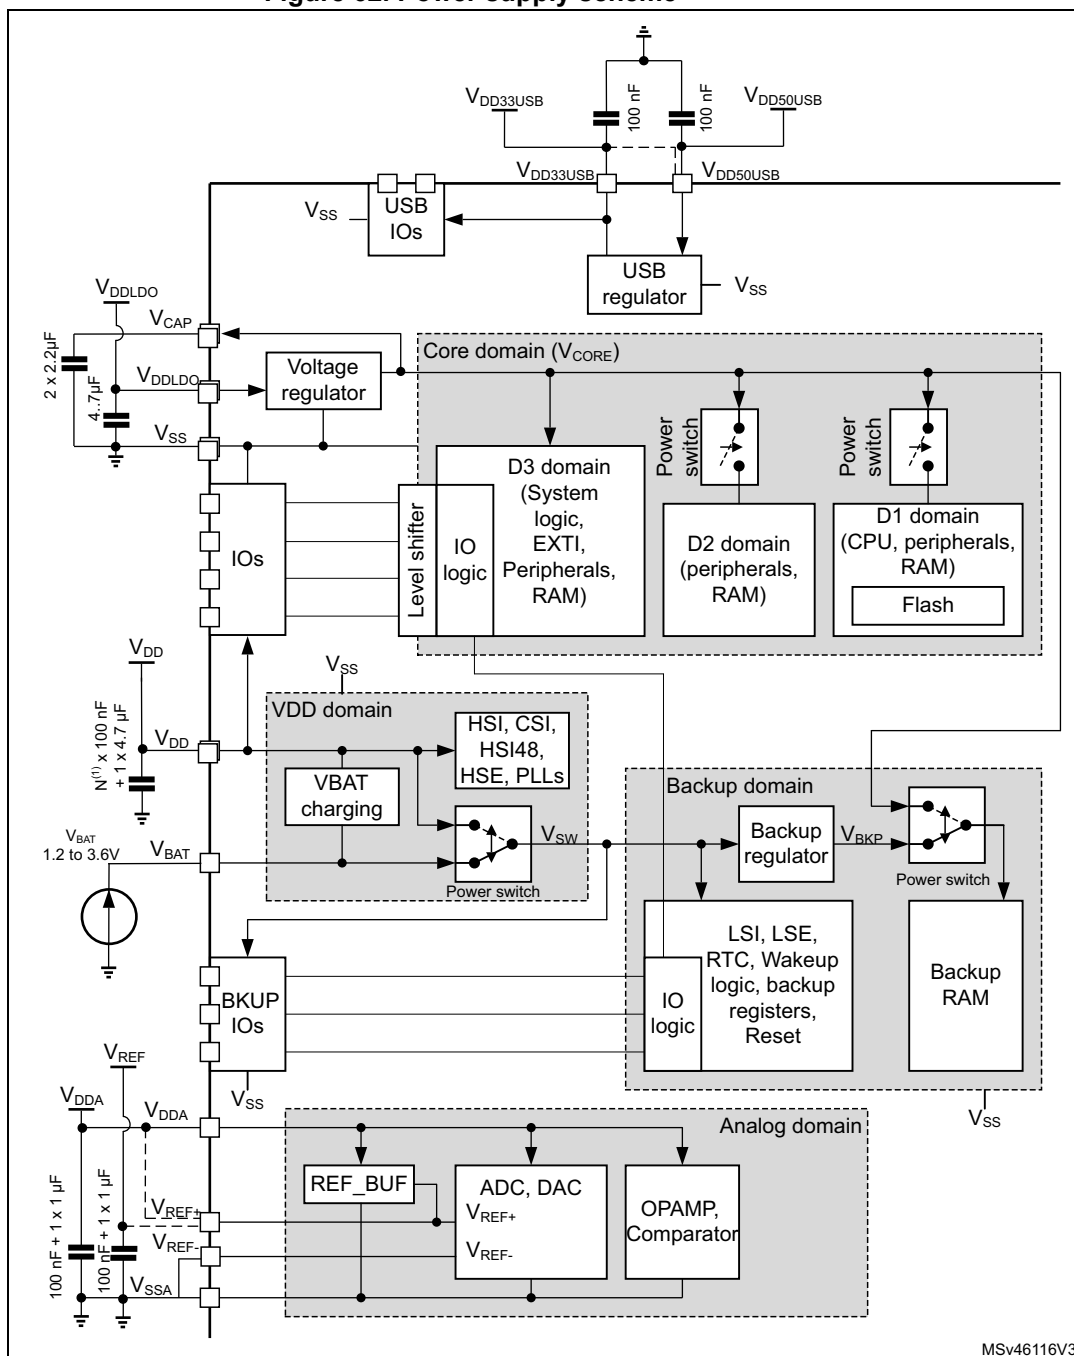 VDD33USB
100 nF
100 nF
VDD50USB
VDD33USB
VDD50USB
VSS
USB
IOs
USB
regulator
VSS
VDDLDO
VCAP
2 x 2.2µF
VDDLDO
4..7µF
VSS
Voltage
regulator
Core domain (VCORE)
Power
switch
Power
switch
D3 domain
(System
logic,
EXTI,
Peripherals,
RAM)
D2 domain
(peripherals,
RAM)
D1 domain
(CPU, peripherals,
RAM)
Flash
IOs
Level shifter
IO
logic
VDD
VSS
VDD domain
VDD
N(1) x 100 nF
+ 1 x 4.7 µF
HSI, CSI,
HSI48,
HSE, PLLs
VBAT
charging
VBAT
1.2 to 3.6V
VBAT
Power switch
VSW
Backup domain
Backup
regulator
VBKP
Power switch
LSI, LSE,
RTC, Wakeup
logic, backup
registers,
Reset
IO
logic
Backup
RAM
BKUP
IOs
VSS
VSS
VREF
VDDA
VDDA
Analog domain
REF_BUF
ADC, DAC
VREF+
VREF-
OPAMP,
Comparator
VREF+
VREF-
VSSA
100 nF + 1 x 1 µF
100 nF + 1 x 1 µF
MSv46116V3